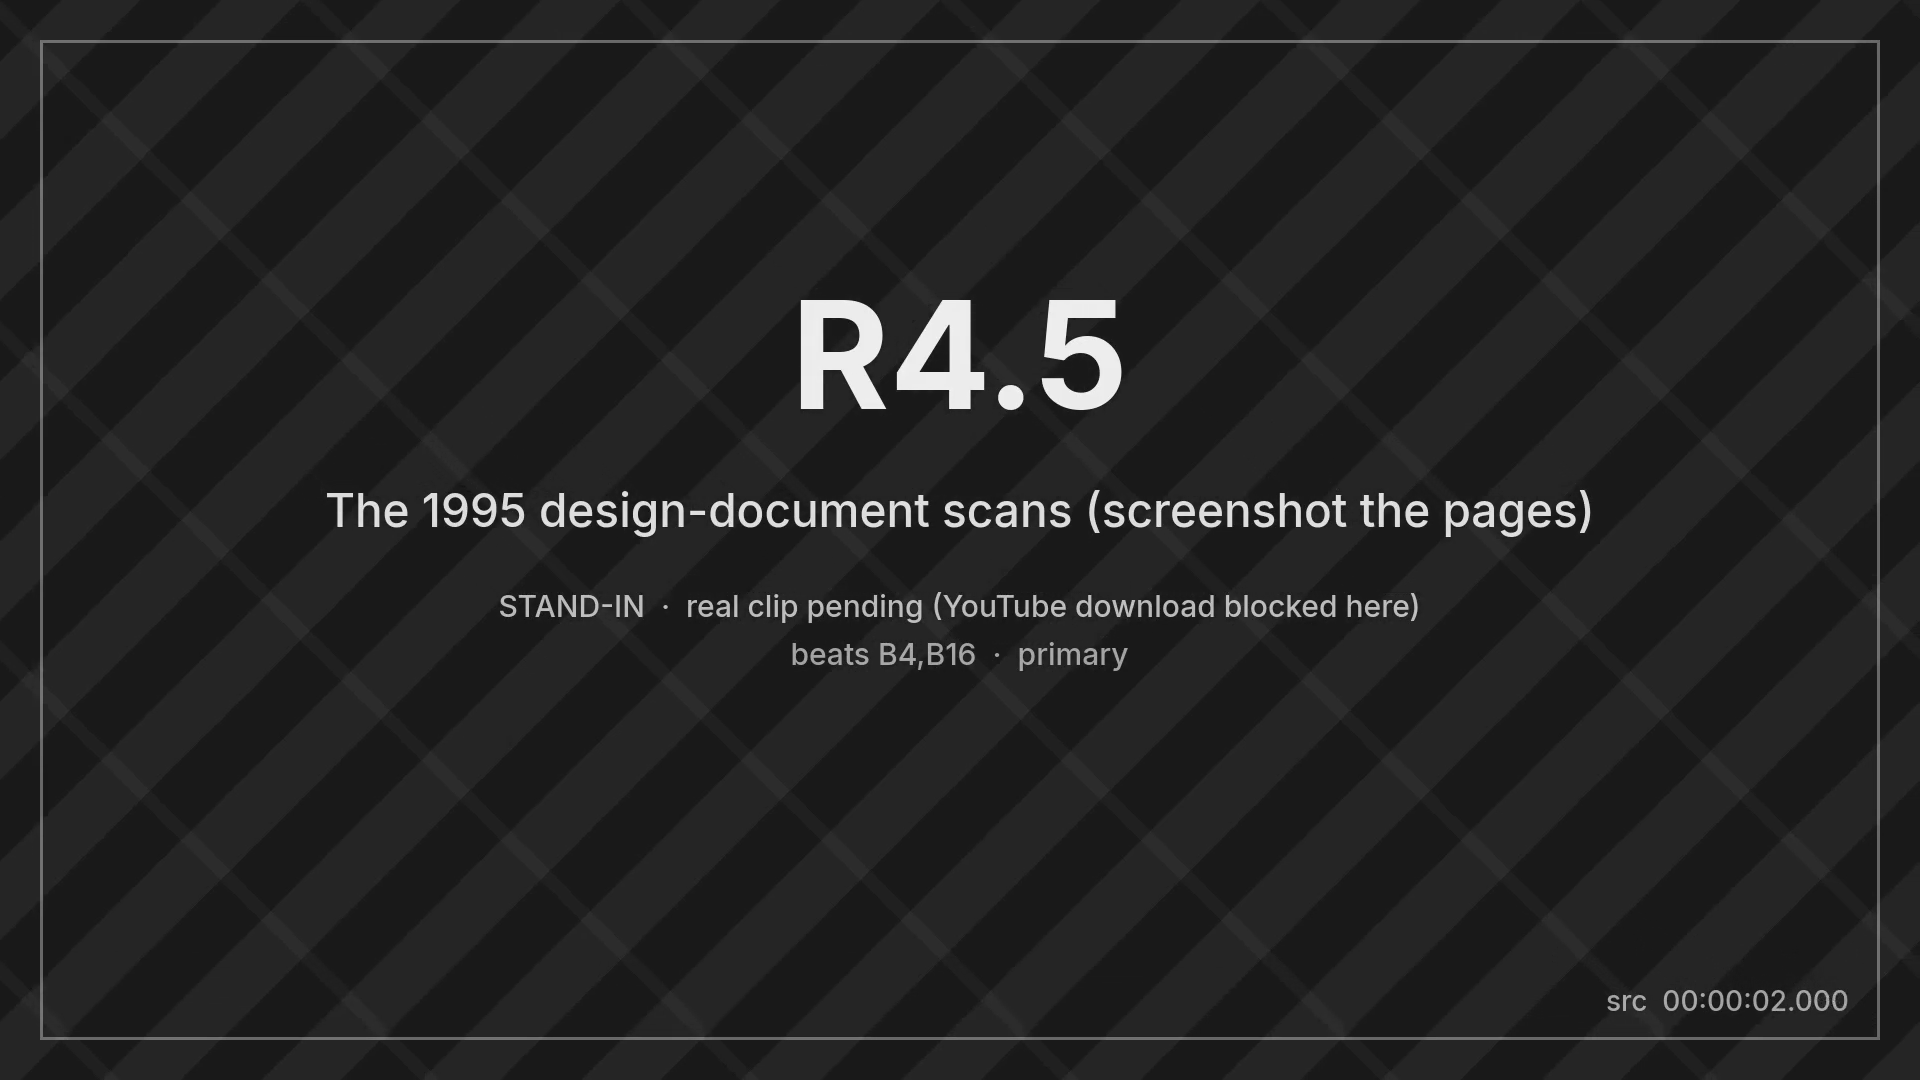 R4.5
The 1995 design-document scans (screenshot the pages)
STAND-IN · real clip pending (YouTube download blocked here)
beats B4,B16 · primary
src 00:00:02.000